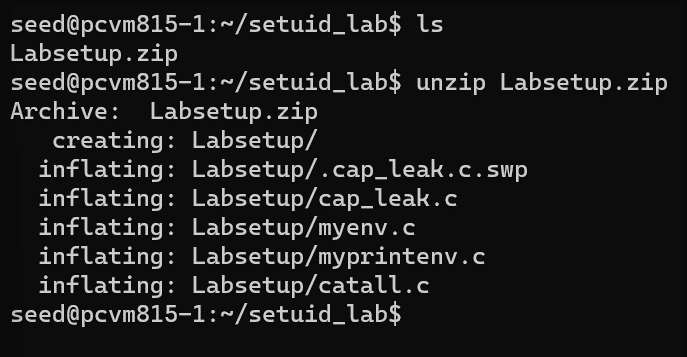 seed@pcvm815-1:~/setuid_lab$ ls
Labsetup.zip
seed@pcvm815-1:~/setuid_lab$ unzip Labsetup.zip
Archive:  Labsetup.zip
   creating: Labsetup/
  inflating: Labsetup/.cap_leak.c.swp
  inflating: Labsetup/cap_leak.c
  inflating: Labsetup/myenv.c
  inflating: Labsetup/myprintenv.c
  inflating: Labsetup/catall.c
seed@pcvm815-1:~/setuid_lab$